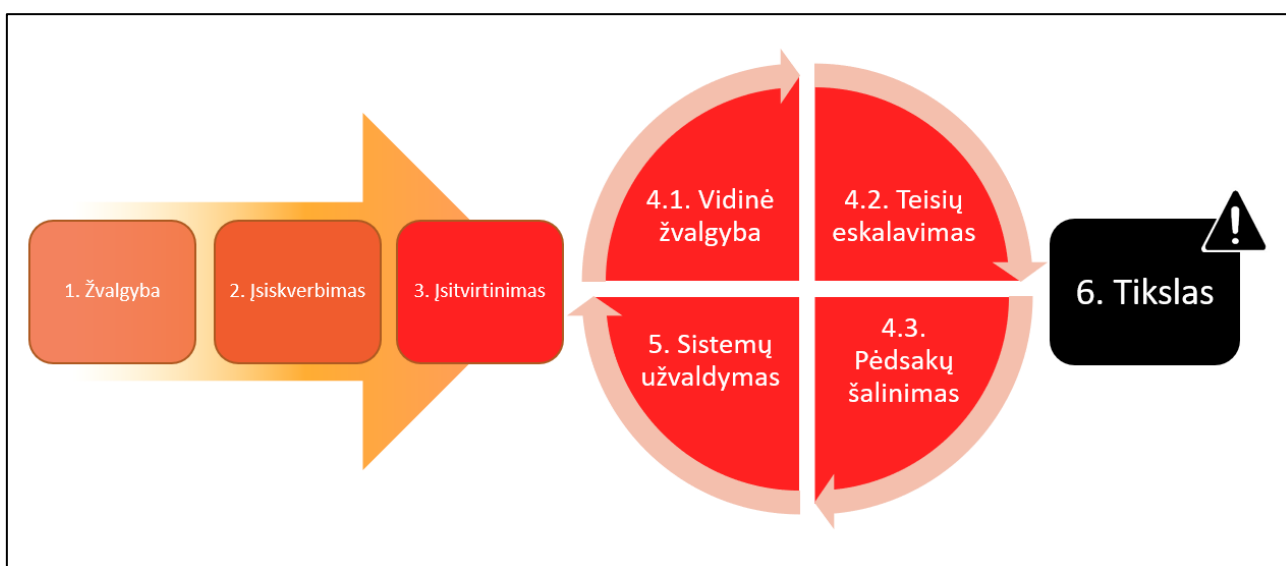 1. Žvalgyba
2. Įsiskverbimas
3. Įsitvirtinimas
4.1. Vidinė
žvalgyba
4.2. Teisių
eskalavimas
4.3.
Pėdsakų
šalinimas
5. Sistemų
užvaldymas
6. Tikslas